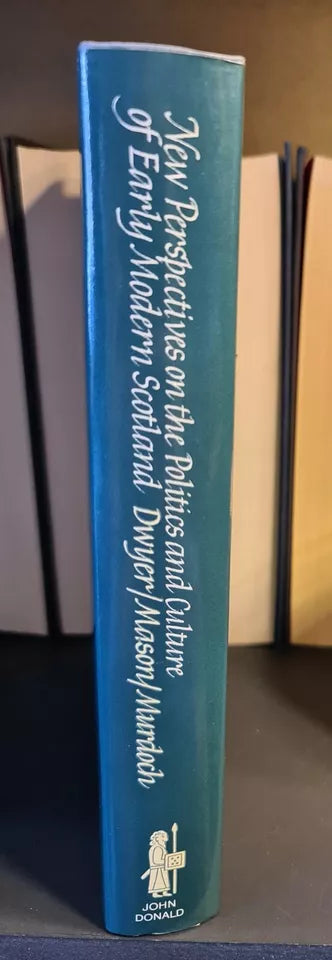 New Perspectives on the Politics and Culture
of Early Modern Scotland Dwyer/Mason/Murdoch
JOHN
DONALD